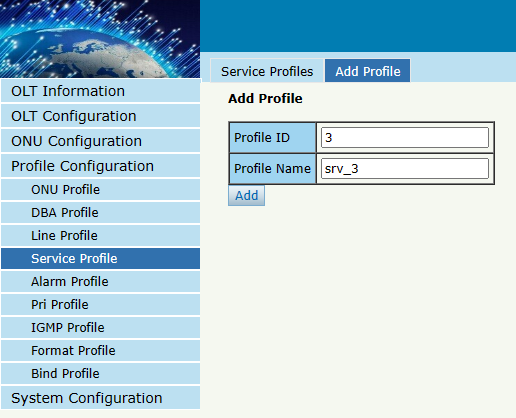 Service Profiles
Add Profile
OLT Information
OLT Configuration
ONU Configuration
Profile Configuration
ONU Profile
DBA Profile
Line Profile
Service Profile
Alarm Profile
Pri Profile
IGMP Profile
Format Profile
Bind Profile
System Configuration
Add Profile
Profile ID 3
Profile Name srv_3
Add